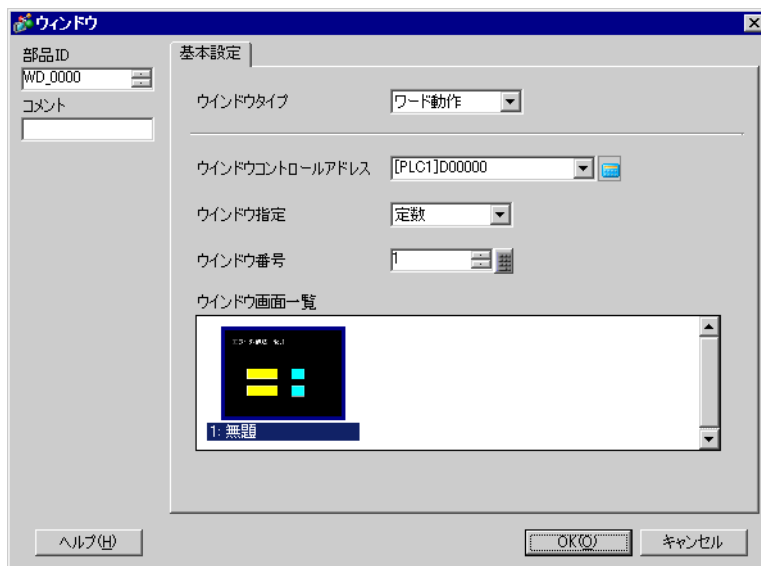 ウィンドウ
部品ID
WD_0000
コメント
基本設定
ウインドウタイプ
ワード動作
ウインドウコントロールアドレス
[PLC1]D00000
ウインドウ指定
定数
ウインドウ番号
1
ウインドウ画面一覧
1: 無題
ヘルプ(H)
OK(O)
キャンセル